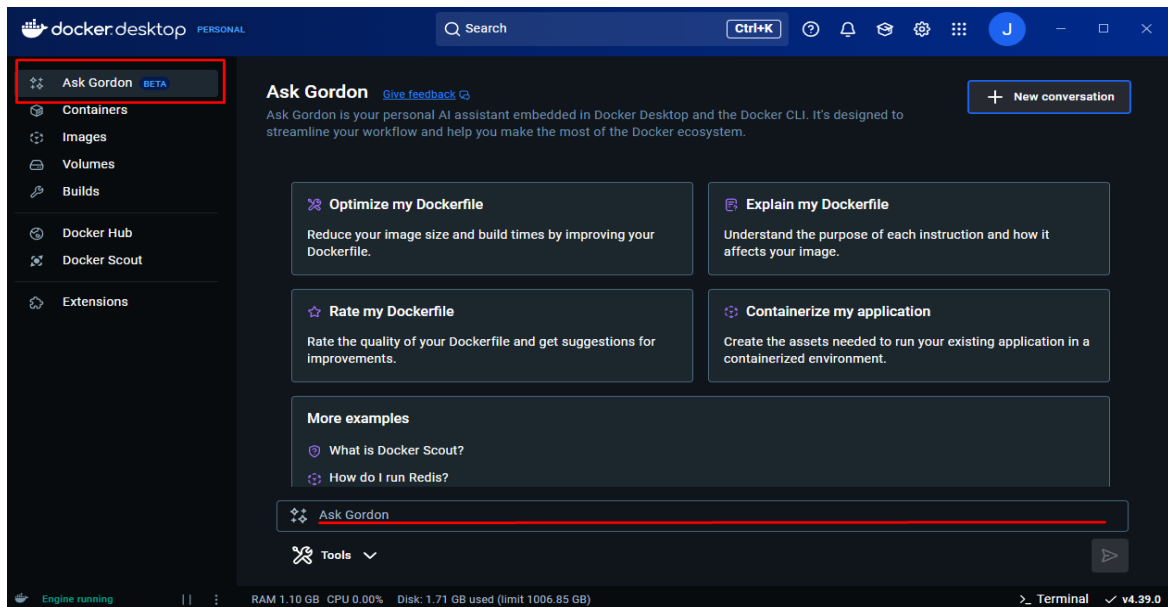 docker.desktop PERSONAL
Search
Ctrl+K
J
Ask Gordon BETA
Containers
Images
Volumes
Builds
Docker Hub
Docker Scout
Extensions
Ask Gordon Give feedback
New conversation
Ask Gordon is your personal AI assistant embedded in Docker Desktop and the Docker CLI. It's designed to
streamline your workflow and help you make the most of the Docker ecosystem.
Optimize my Dockerfile
Reduce your image size and build times by improving your
Dockerfile.
Explain my Dockerfile
Understand the purpose of each instruction and how it
affects your image.
Rate my Dockerfile
Rate the quality of your Dockerfile and get suggestions for
improvements.
Containerize my application
Create the assets needed to run your existing application in a
containerized environment.
More examples
What is Docker Scout?
How do I run Redis?
Ask Gordon
Tools
Engine running
RAM 1.10 GB CPU 0.00% Disk: 1.71 GB used (limit 1006.85 GB)
>_ Terminal
v4.39.0